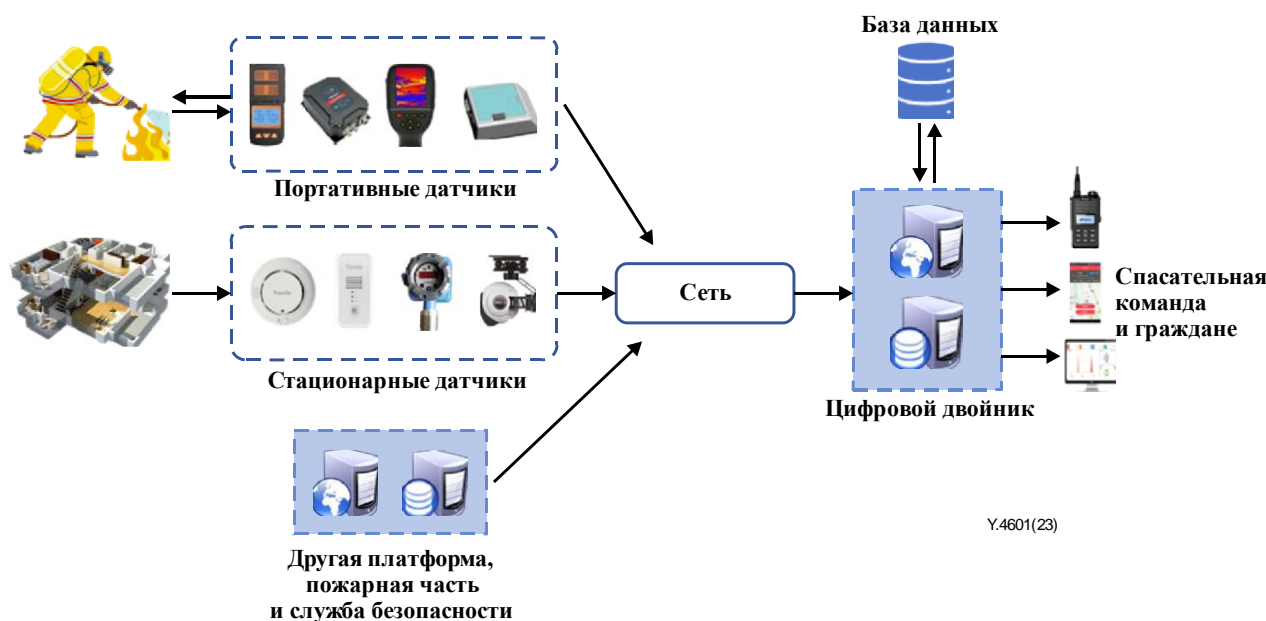 База данных
Портативные датчики
Сеть
Спасательная
команда
и граждане
Стационарные датчики
Цифровой двойник
Другая платформа,
пожарная часть
и служба безопасности
Y.4601(23)